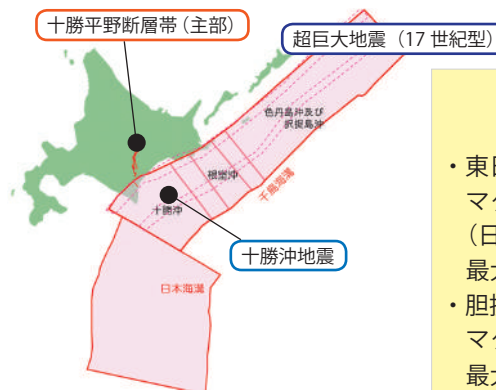 十勝平野断層帯（主部）
超巨大地震（17 世紀型）
色丹島沖及び
択捉島沖
根室沖
千島海溝
十勝沖
十勝沖地震
日本海溝
・東日
マグ
（日
最大
・胆振
マグ
最大